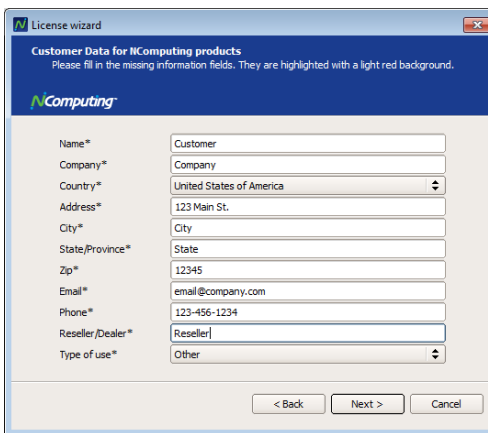 License wizard
Customer Data for NComputing products
Please fill in the missing information fields. They are highlighted with a light red background.
NComputing™
Name* Customer
Company* Company
Country* United States of America
Address* 123 Main St.
City* City
State/Province* State
Zip* 12345
Email* email@company.com
Phone* 123-456-1234
Reseller/Dealer* Reseller
Type of use* Other
< Back Next > Cancel